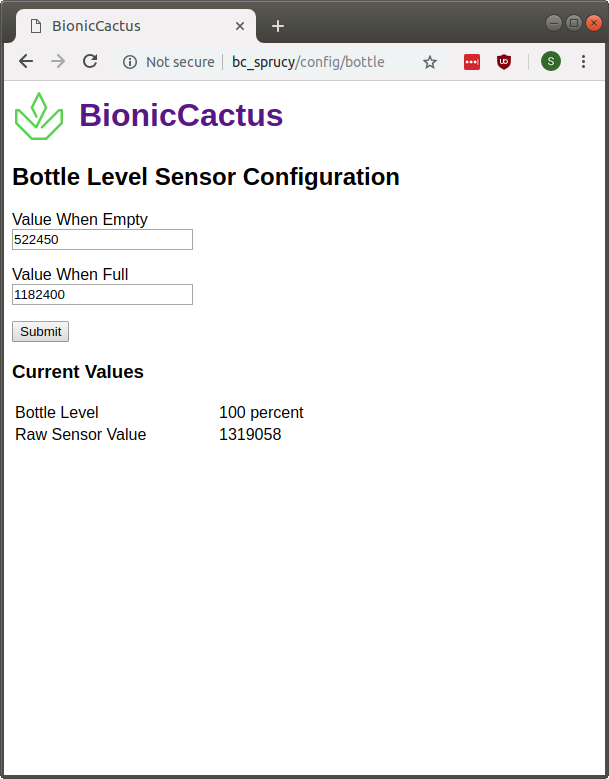 BionicCactus
Not secure bc_sprucy/config/bottle
S
BionicCactus
Bottle Level Sensor Configuration
Value When Empty
522450
Value When Full
1182400
Submit
Current Values
Bottle Level 100 percent
Raw Sensor Value 1319058